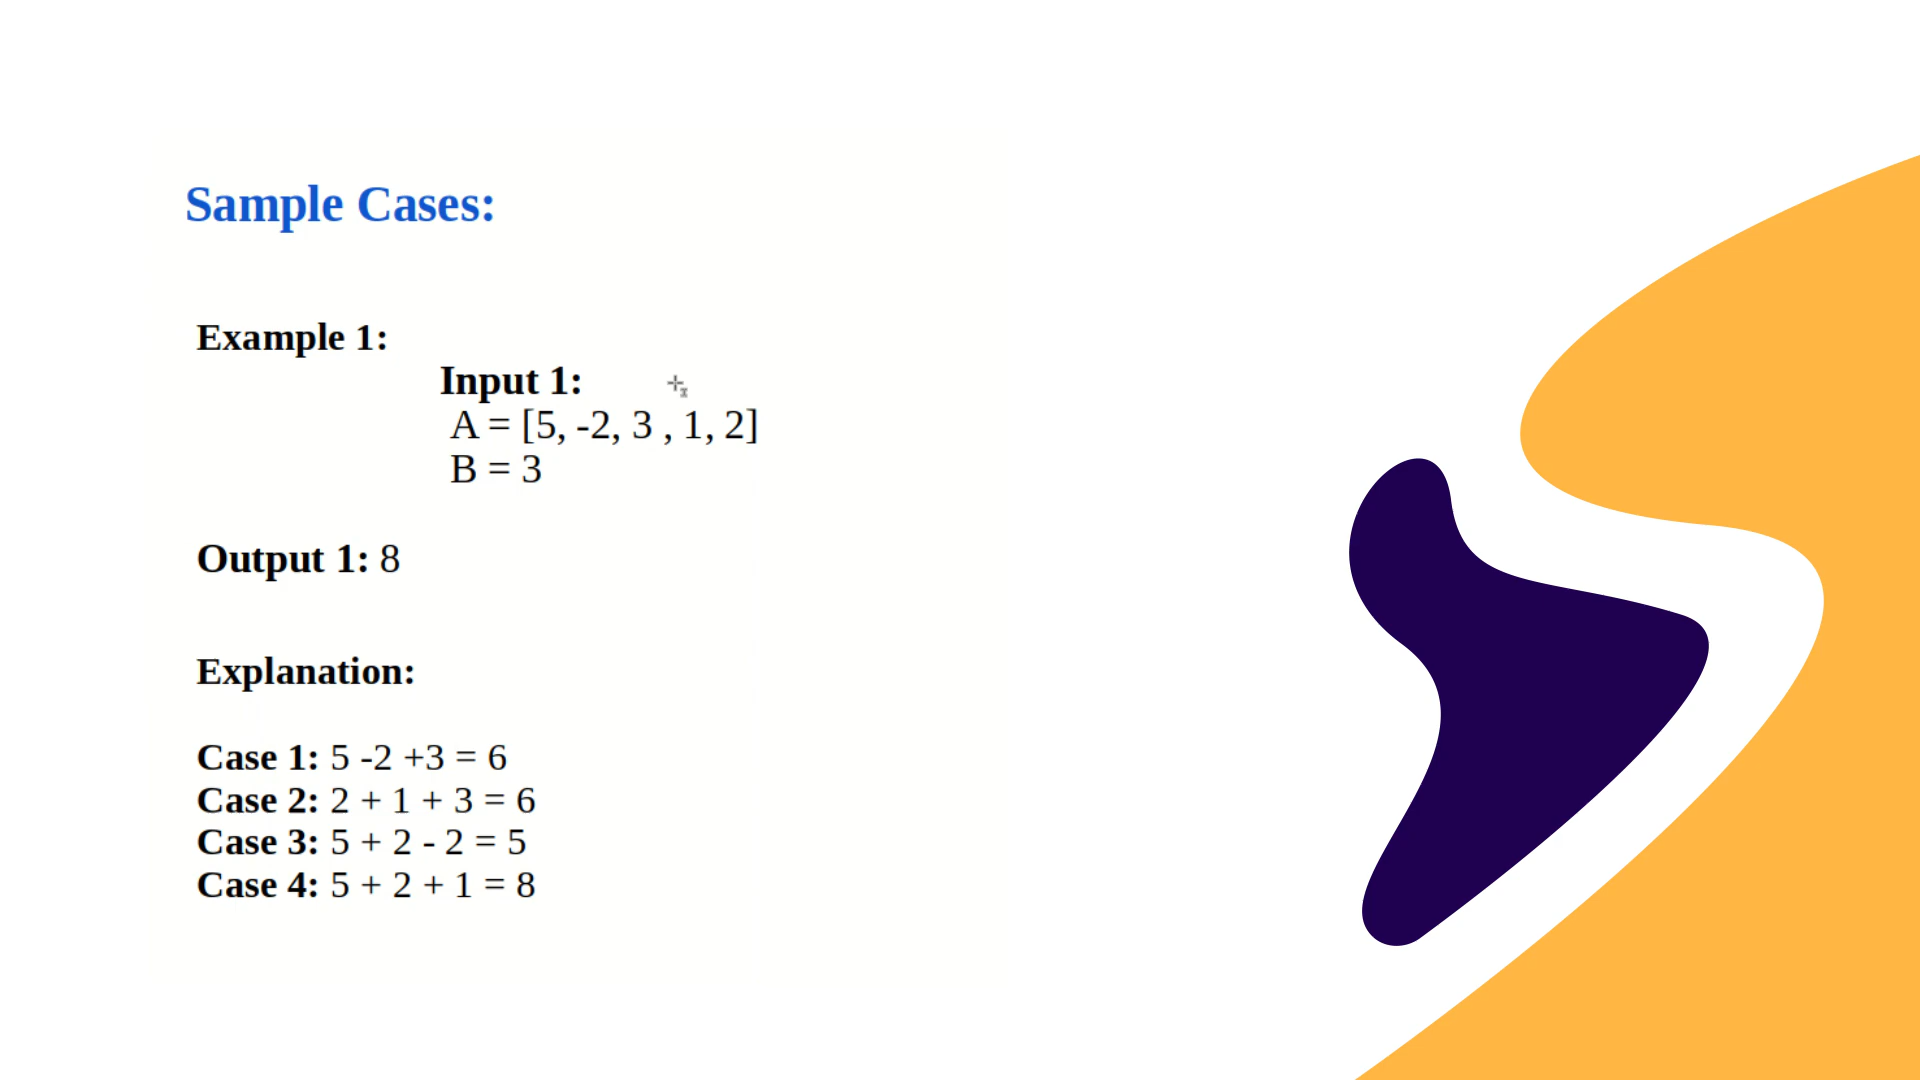 Sample Cases:
Example 1:
Input 1:
A = [5, -2, 3 , 1, 2]
B = 3
Output 1: 8
Explanation:
Case 1: 5 -2 +3 = 6
Case 2: 2 + 1 + 3 = 6
Case 3: 5 + 2 - 2 = 5
Case 4: 5 + 2 + 1 = 8